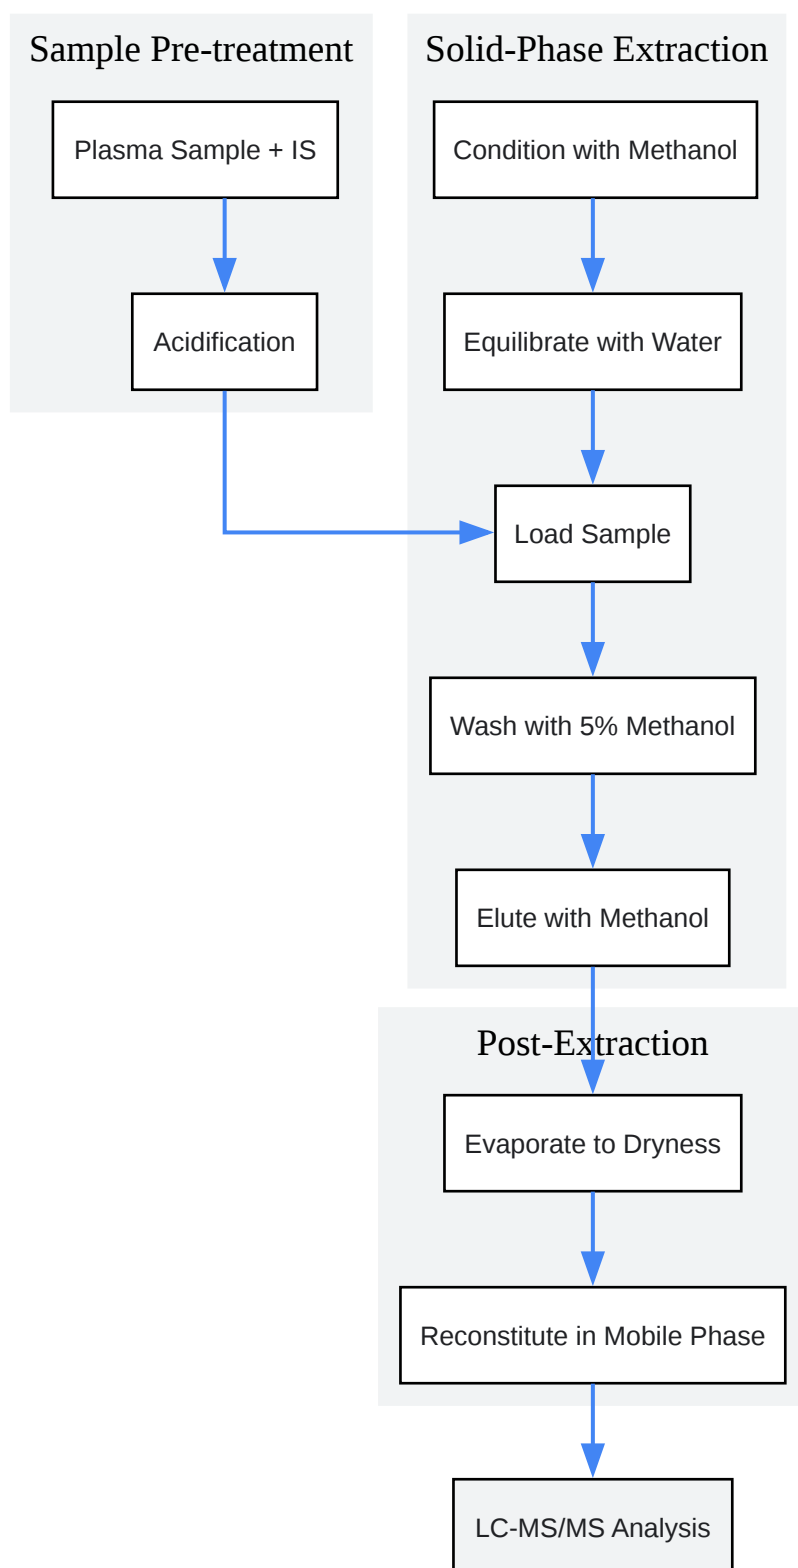 Sample Pre-treatment
Plasma Sample + IS
Acidification
Solid-Phase Extraction
Condition with Methanol
Equilibrate with Water
Load Sample
Wash with 5% Methanol
Elute with Methanol
Post-Extraction
Evaporate to Dryness
Reconstitute in Mobile Phase
LC-MS/MS Analysis